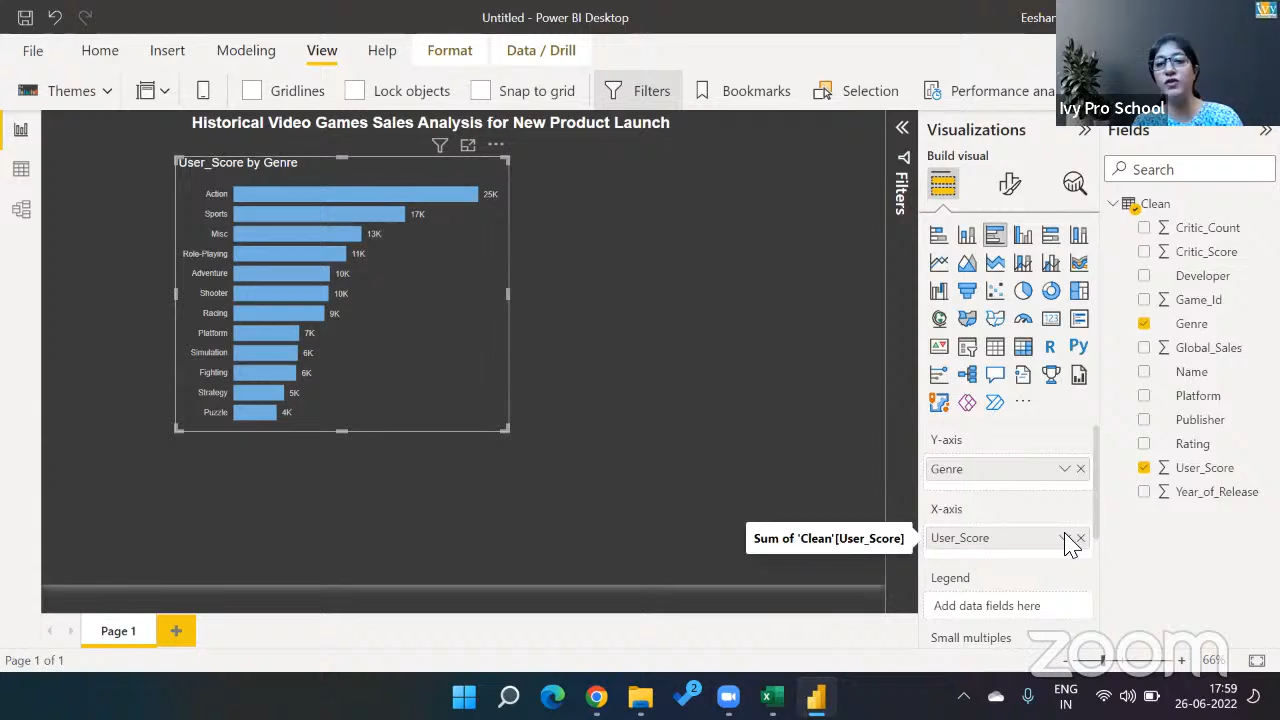 Untitled - Power BI Desktop
Eesha
Ivy Pro School
File
Home
Insert
Modeling
View
Help
Format
Data / Drill
Themes
Gridlines
Lock objects
Snap to grid
Filters
Bookmarks
Selection
Performance ana
Historical Video Games Sales Analysis for New Product Launch
User_Score by Genre
Action 25K
Sports 17K
Misc 13K
Role-Playing 11K
Adventure 10K
Shooter 10K
Racing 9K
Platform 7K
Simulation 6K
Fighting 6K
Strategy 5K
Puzzle 4K
Filters
Visualizations
Build visual
123
R
Py
Y-axis
Genre
X-axis
User_Score
Sum of 'Clean'[User_Score]
Legend
Add data fields here
Small multiples
Fields
Search
Clean
Critic_Count
Critic_Score
Developer
Game_Id
Genre
Global_Sales
Name
Platform
Publisher
Rating
User_Score
Year_of_Release
Page 1
Page 1 of 1
zoom
66%
2
ENG
IN
17:59
26-06-2022